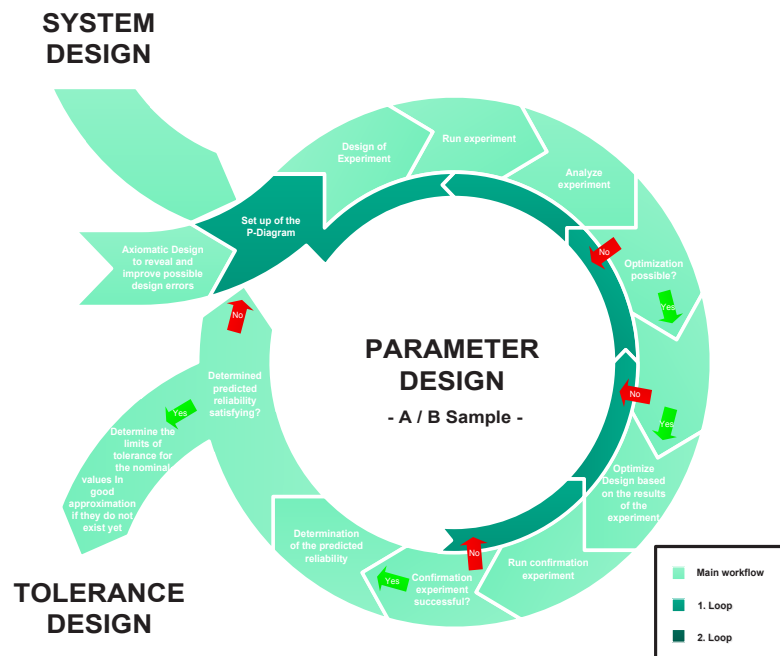 SYSTEM
DESIGN
Design of
Experiment
Run experiment
Analyze
experiment
Set up of the
P-Diagram
Axiomatic Design
to reveal and
improve possible
design errors
No
Optimization
possible?
Yes
No
PARAMETER
DESIGN
- A / B Sample -
No
Yes
Determined
predicted
reliability
satisfying?
Yes
Determine the
limits of
tolerance for
the nominal
values in
good
approximation
if they do not
exist yet
Optimize
Design based
on the results
of the
experiment
Determination
of the predicted
reliability
No
Run confirmation
experiment
Yes
Confirmation
experiment
successful?
TOLERANCE
DESIGN
Main workflow
1. Loop
2. Loop